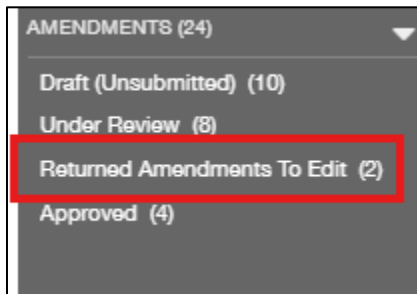 AMENDMENTS (24)
Draft (Unsubmitted) (10)
Under Review (8)
Returned Amendments To Edit (2)
Approved (4)